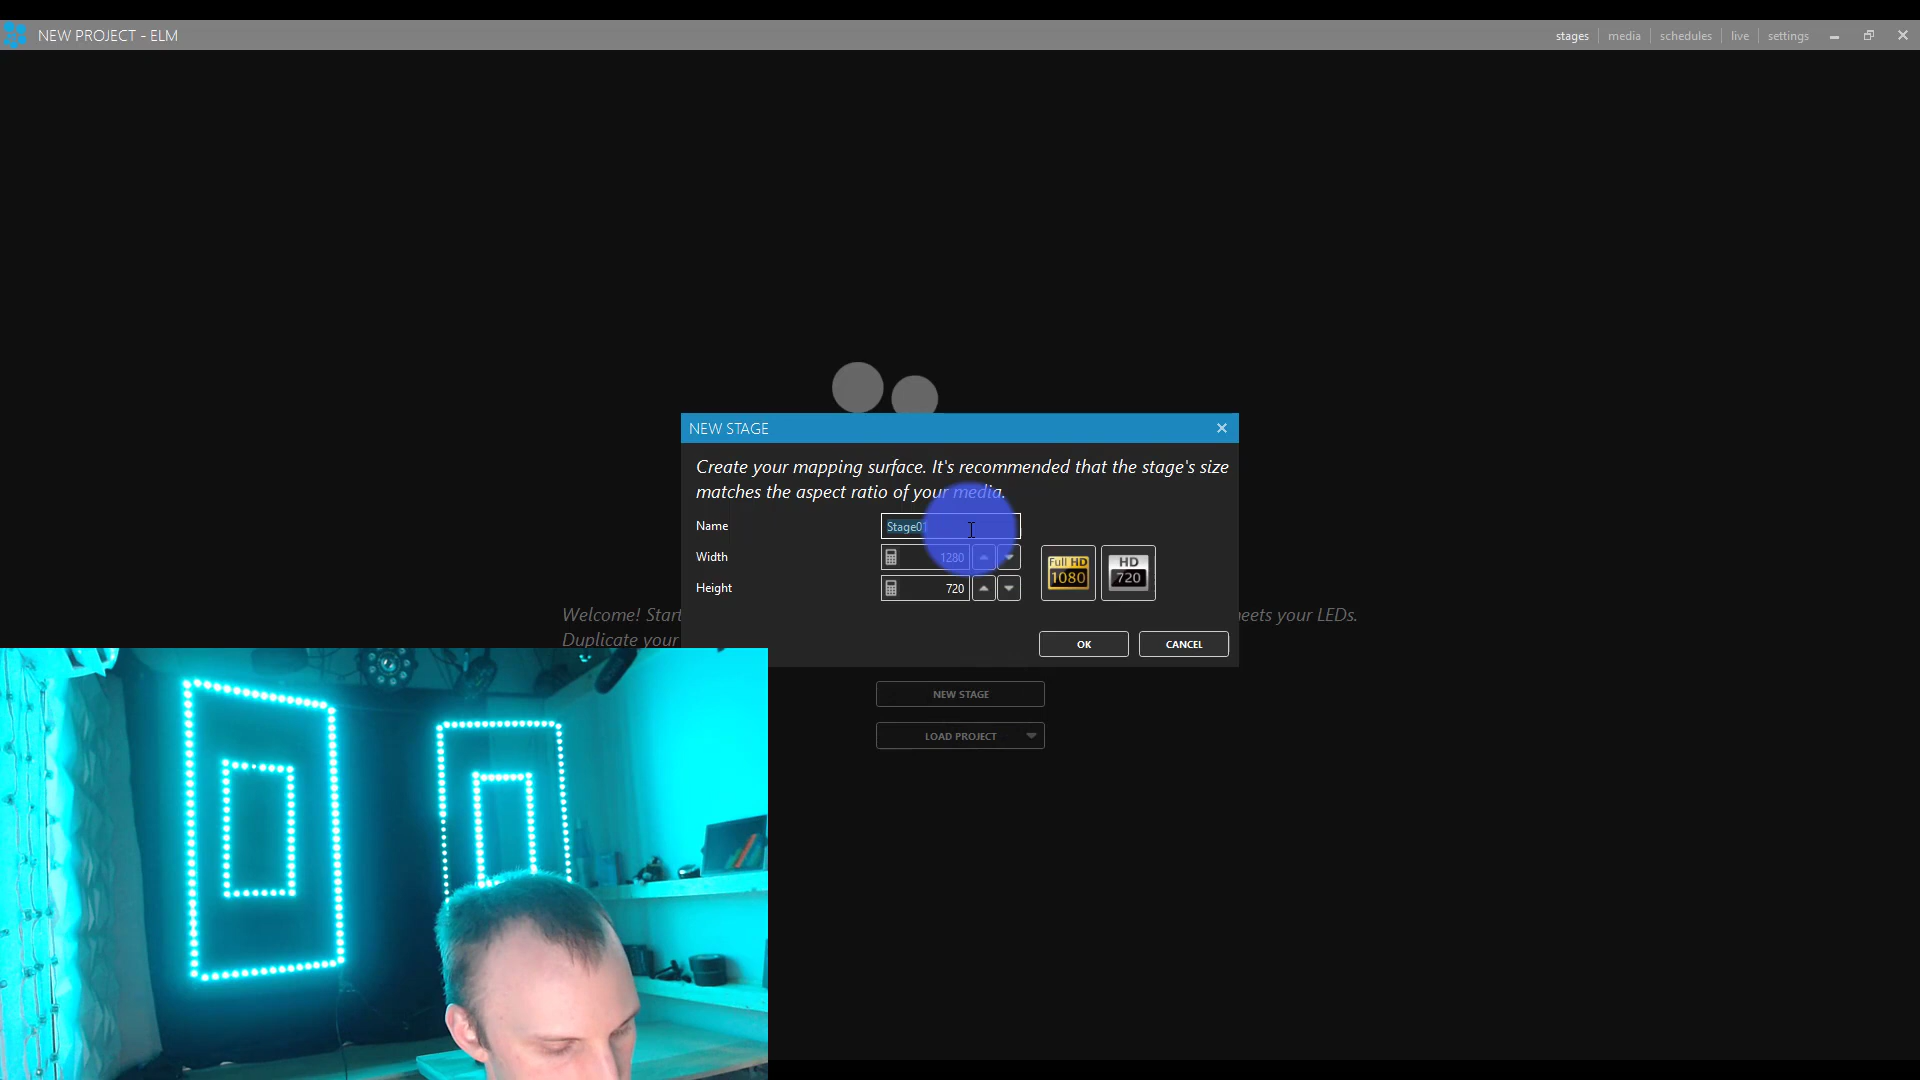 NEW PROJECT - ELM
stages media schedules live settings
NEW STAGE
Create your mapping surface. It's recommended that the stage's size
matches the aspect ratio of your media.
Name Stage01
Width 1280
Full HD 1080
HD 720
Height 720
OK CANCEL
Welcome! Start
eets your LEDs.
Duplicate your
NEW STAGE
LOAD PROJECT